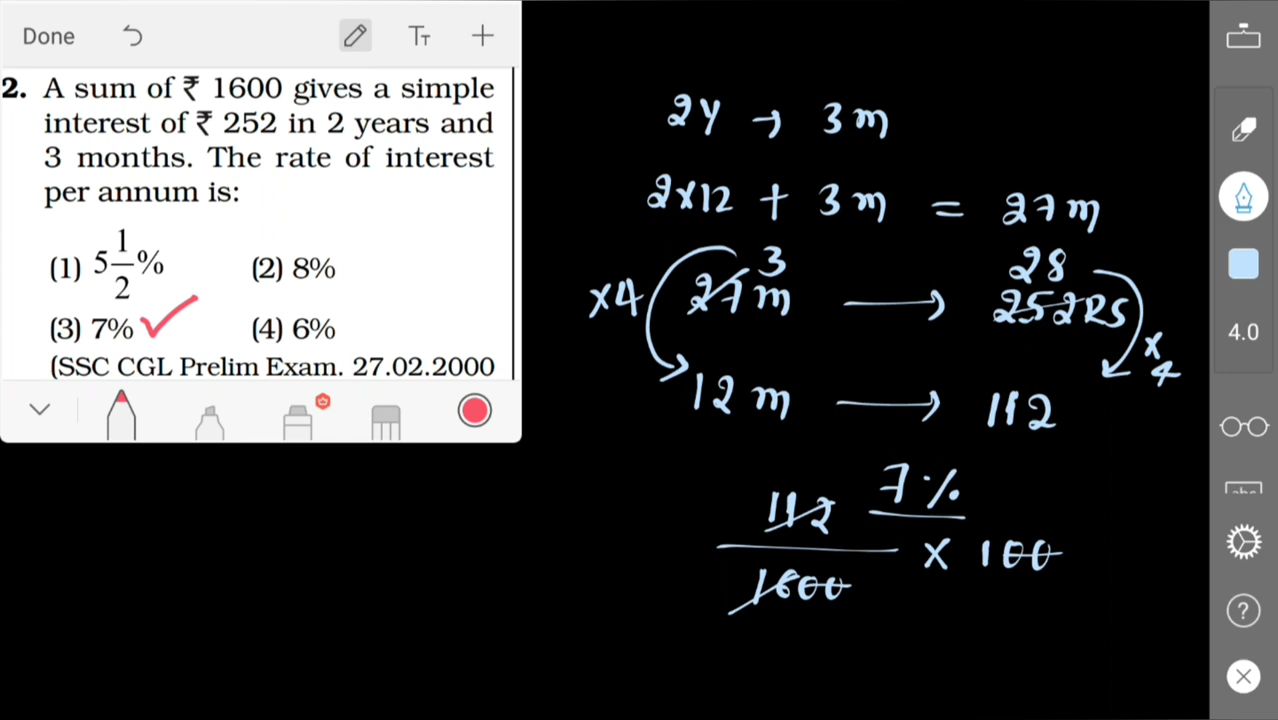 Done
Tт
2. A sum of ₹ 1600 gives a simple
interest of ₹ 252 in 2 years and
3 months. The rate of interest
per annum is:
(1) 5 1/2 % (2) 8%
(3) 7% (4) 6%
(SSC CGL Prelim Exam. 27.02.2000
2Y → 3m
2×12 + 3m = 27m
3 28
×4 27m → 252RS ×4
12m → 112
7%
112
× 100
1600
4.0
abc
?